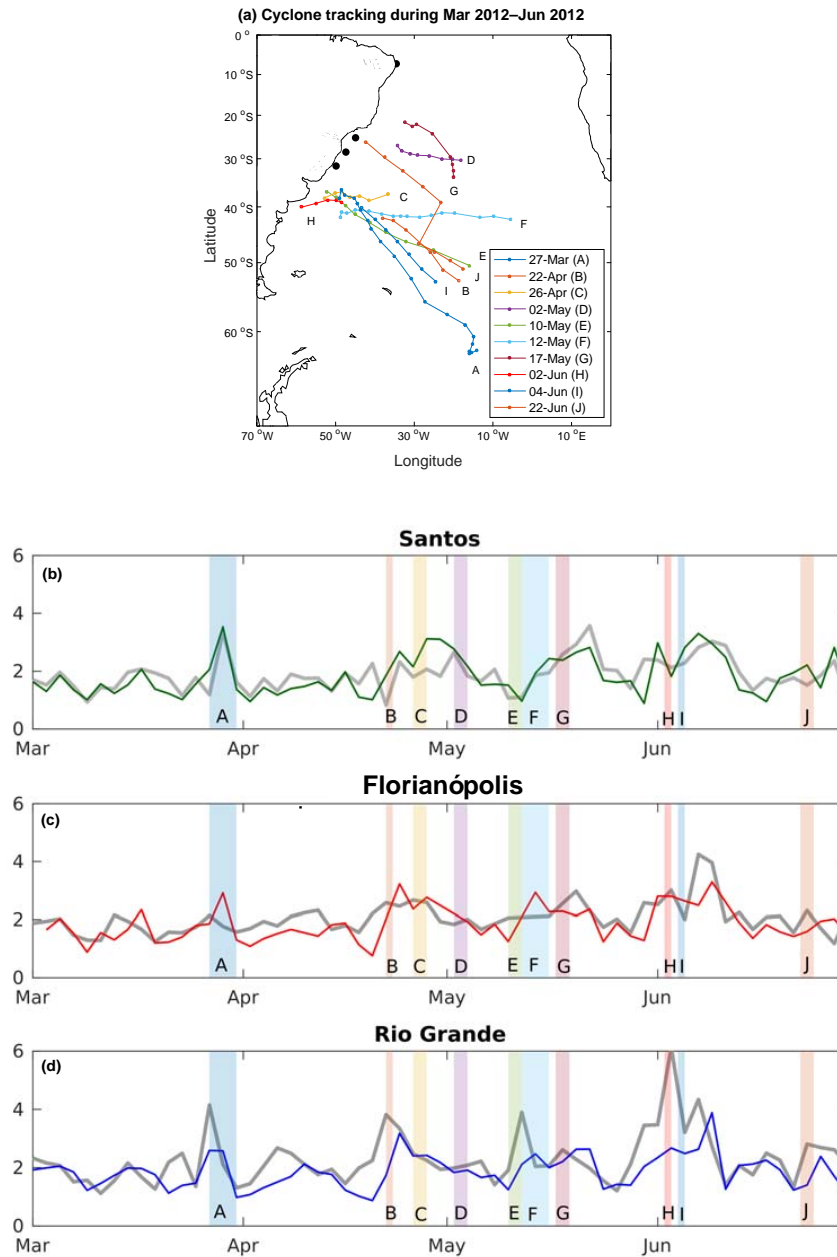 (a) Cyclone tracking during Mar 2012–Jun 2012
0 °
10 °S
20 °S
30 °S
40 °S
50 °S
60 °S
Latitude
D
G
C
H
F
E
J
I
B
A
27-Mar (A)
22-Apr (B)
26-Apr (C)
02-May (D)
10-May (E)
12-May (F)
17-May (G)
02-Jun (H)
04-Jun (I)
22-Jun (J)
70 °W
50 °W
30 °W
10 °W
10 °E
Longitude
Santos
(b)
6
4
2
0
A B C D E F G H I J
Mar Apr May Jun
Florianópolis
(c)
6
4
2
0
A B C D E F G H I J
Mar Apr May Jun
Rio Grande
(d)
6
4
2
0
A B C D E F G H I J
Mar Apr May Jun